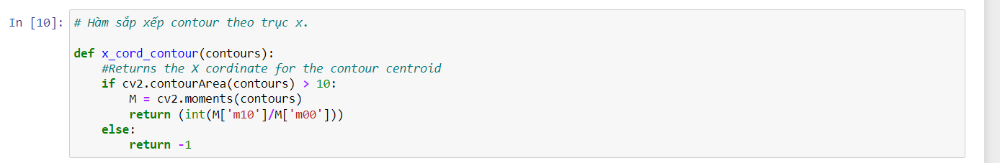 In [10]: # Hàm sắp xếp contour theo trục x.
def x_cord_contour(contours):
#Returns the X cordinate for the contour centroid
if cv2.contourArea(contours) > 10:
M = cv2.moments(contours)
return (int(M['m10']/M['m00']))
else:
return -1